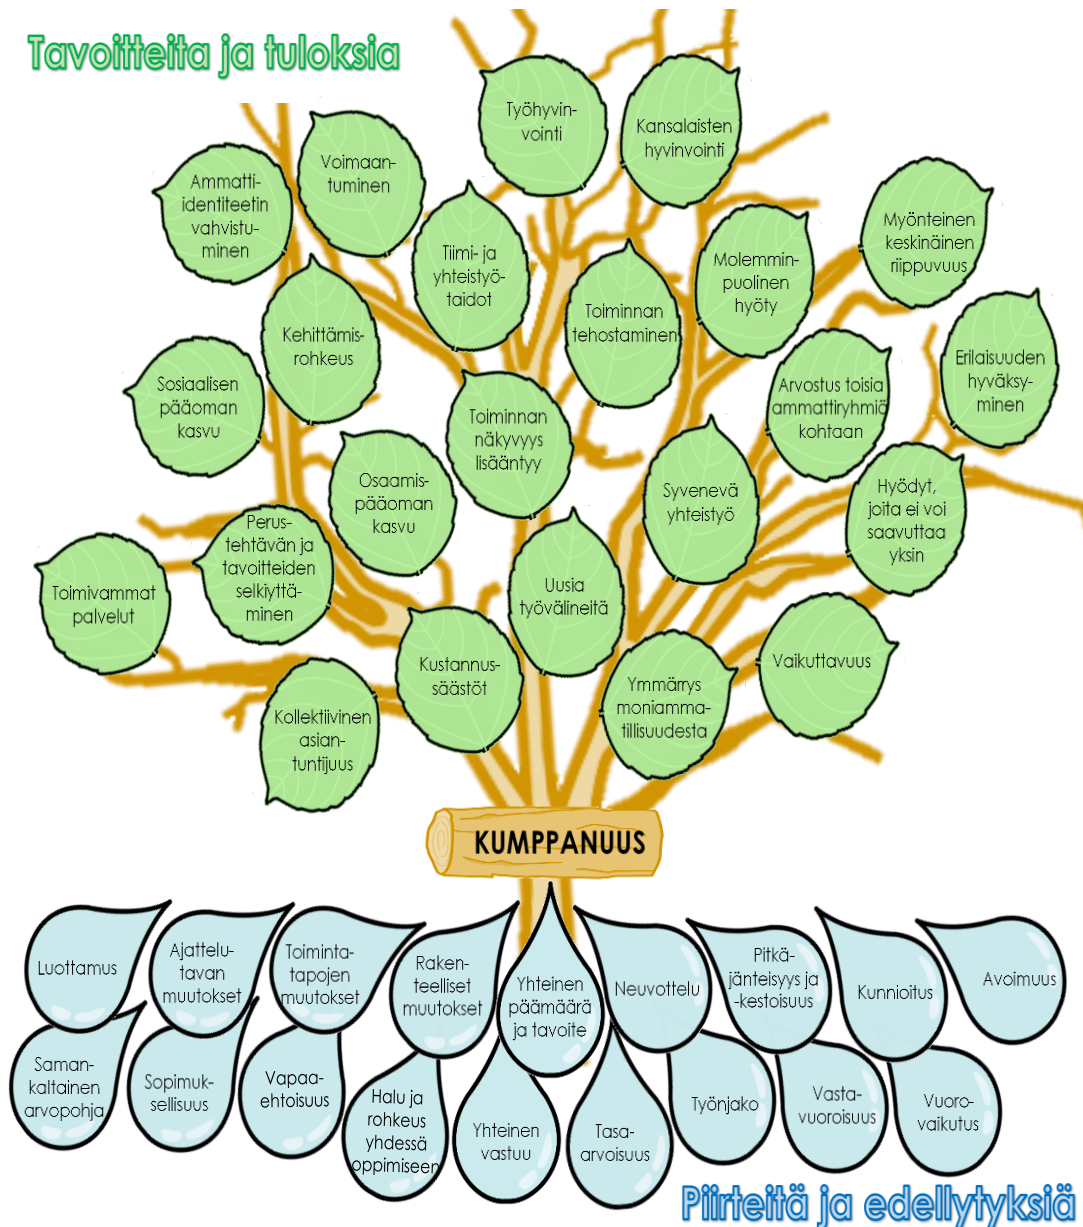 Tavoitteita ja tuloksia
Työhyvin-
vointi
Kansalaisten
hyvinvointi
Voimaan-
tuminen
Ammatti-
identiteetin
vahvistu-
minen
Tiimi- ja
yhteistyö-
taidot
Molemmin-
puolinen
hyöty
Myönteinen
keskinäinen
riippuvuus
Kehittämis-
rohkeus
Toiminnan
tehostaminen
Erilaisuuden
hyväksy-
minen
Sosiaalisen
pääoman
kasvu
Toiminnan
näkyvyys
lisääntyy
Arvostus toisia
ammattiryhmiä
kohtaan
Osaamis-
pääoman
kasvu
Syvenevä
yhteistyö
Hyödyt,
joita ei voi
saavuttaa
yksin
Perus-
tehtävän ja
tavoitteiden
selkiyttä-
minen
Toimivammat
palvelut
Uusia
työvälineitä
Kustannus-
säästöt
Ymmärrys
moniamma-
tillisuudesta
Vaikuttavuus
Kollektiivinen
asian-
tuntijuus
KUMPPANUUS
Luottamus
Ajattelu-
tavan
muutokset
Toiminta-
tapojen
muutokset
Raken-
teelliset
muutokset
Yhteinen
päämäärä
ja tavoite
Neuvottelu
Pitkä-
jänteisyys ja
-kestoisuus
Kunnioitus
Avoimuus
Saman-
kaltainen
arvopohja
Sopimuk-
sellisuus
Vapaa-
ehtoisuus
Halu ja
rohkeus
yhdessä
oppimiseen
Yhteinen
vastuu
Tasa-
arvoisuus
Työnjako
Vasta-
vuoroisuus
Vuoro-
vaikutus
Piirteitä ja edellytyksiä